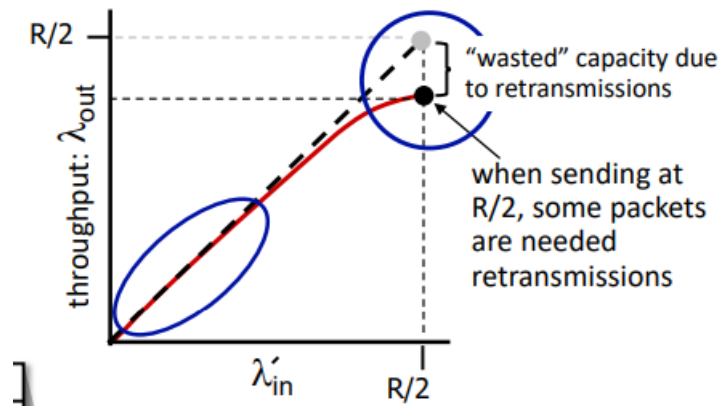 R/2
"wasted" capacity due
to retransmissions
throughput: λout
when sending at
R/2, some packets
are needed
retransmissions
λ′in
R/2